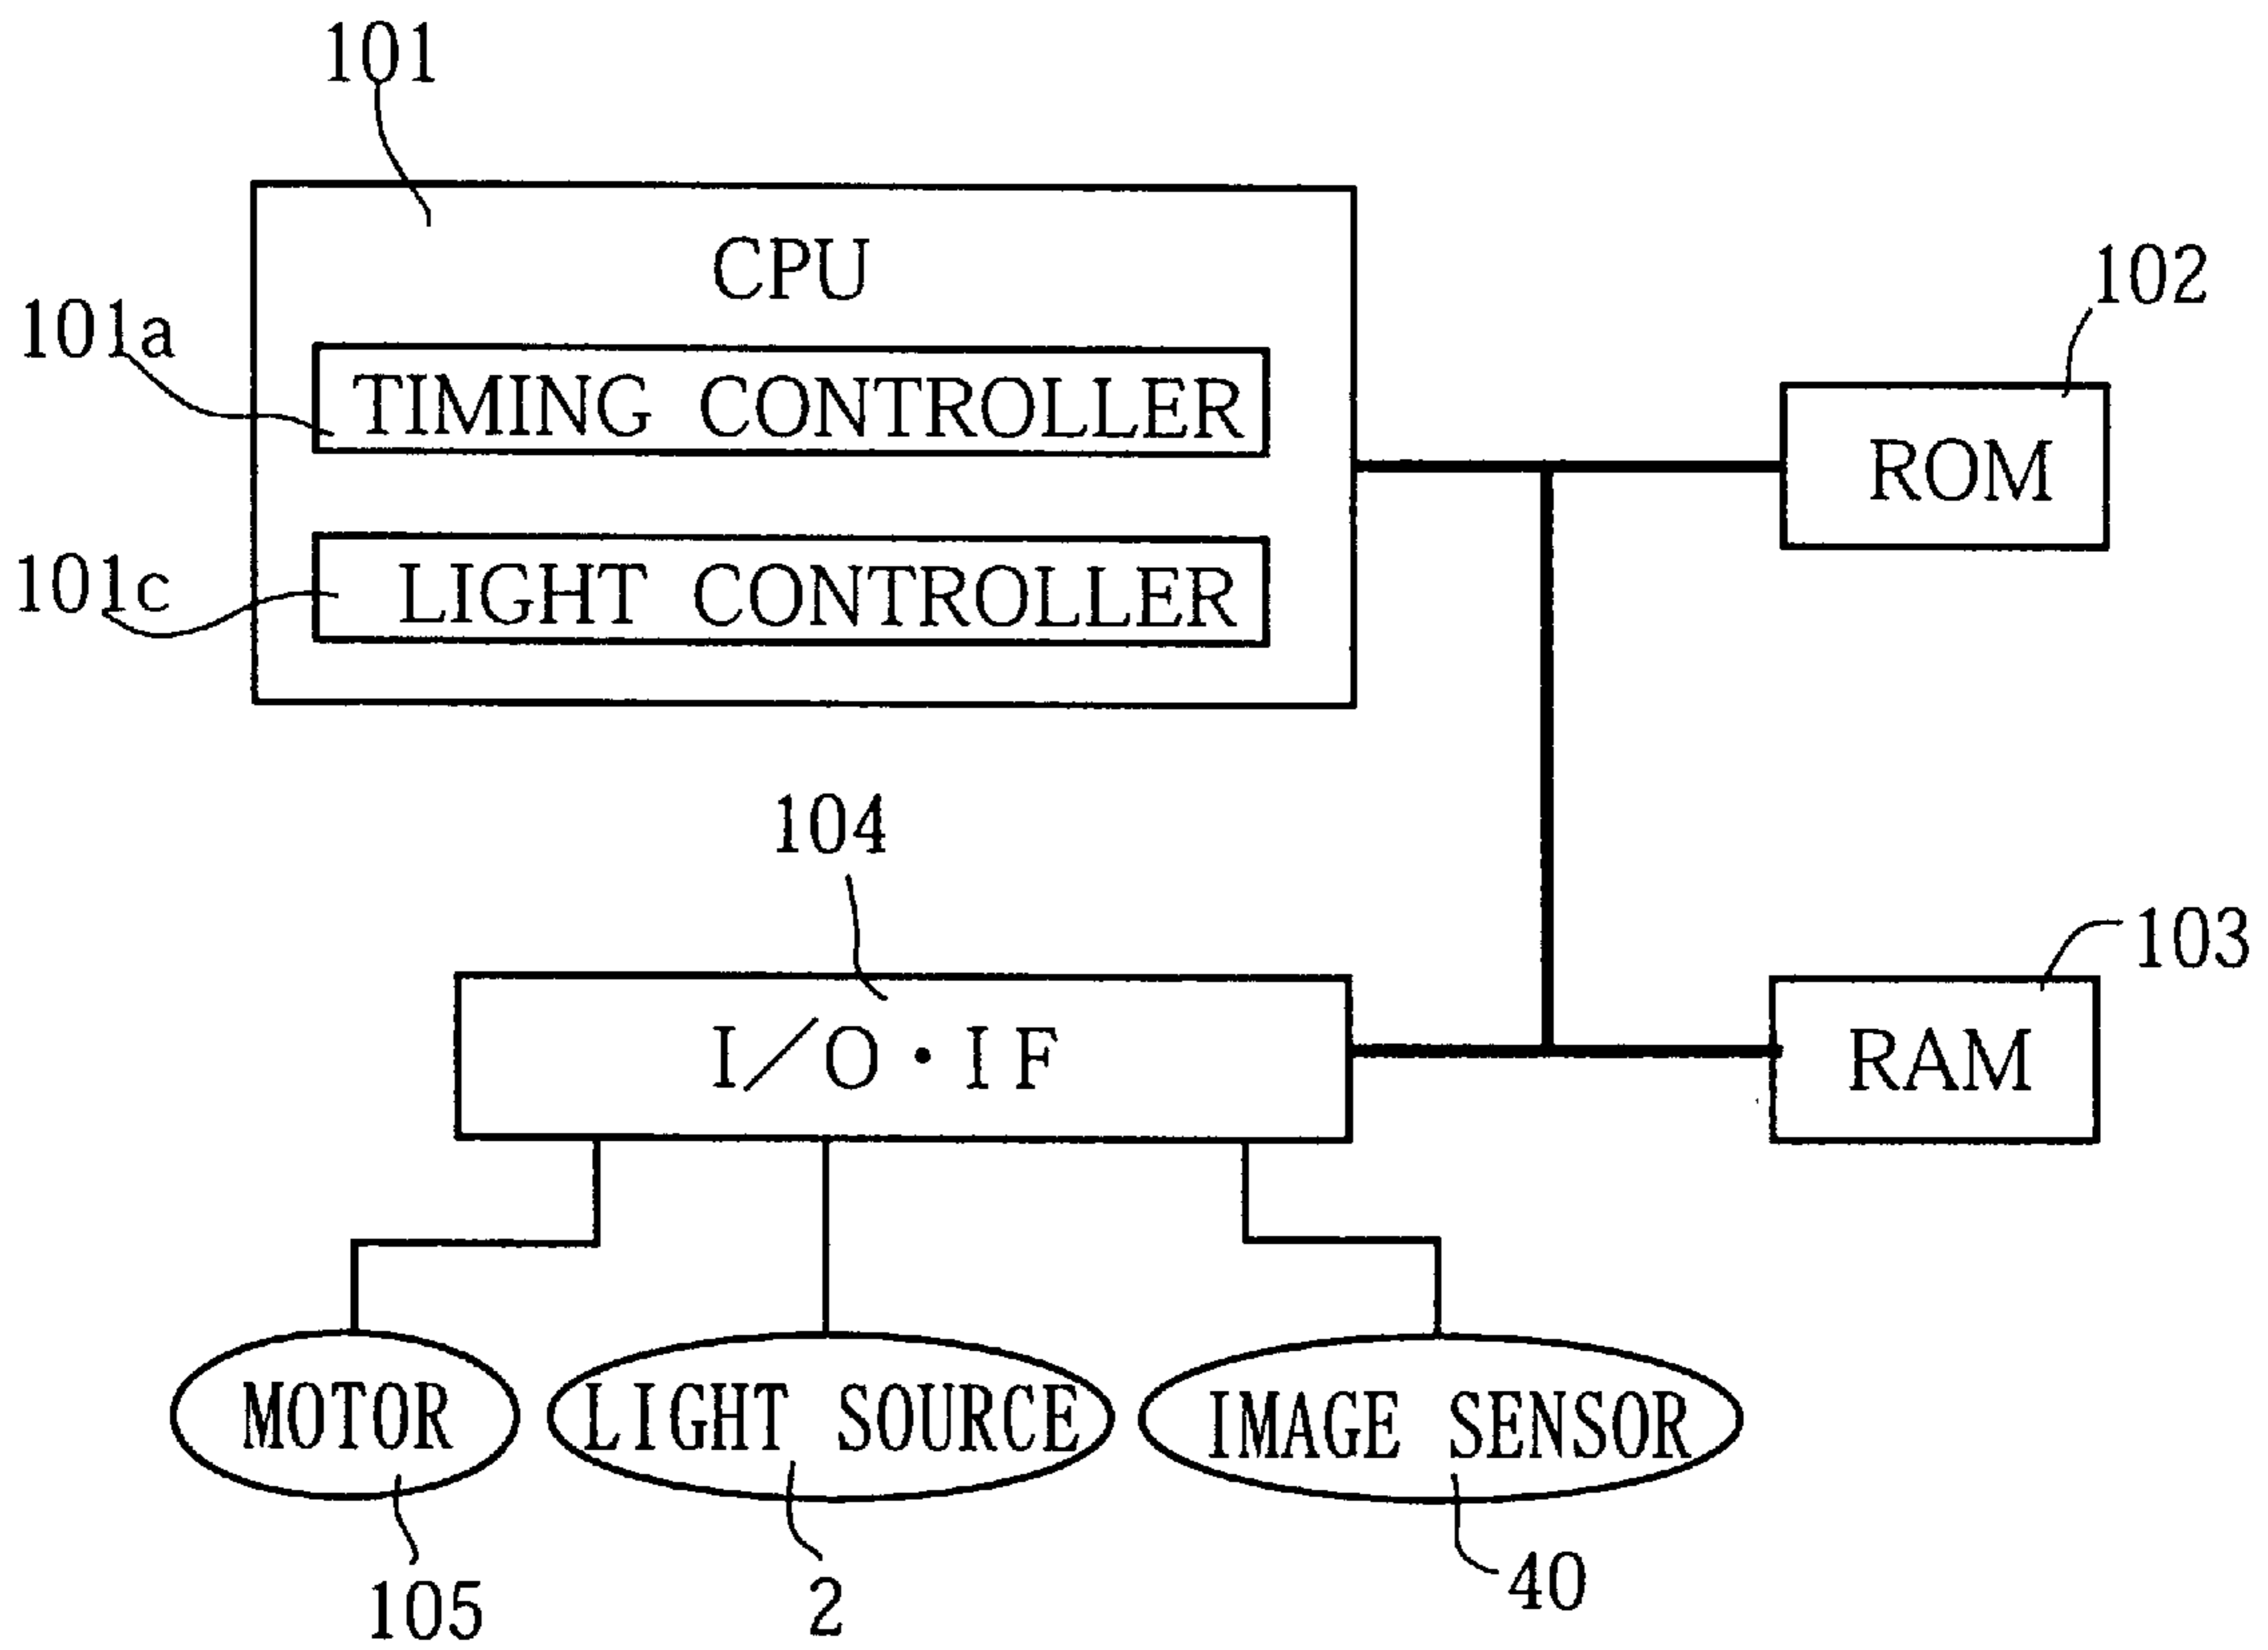 101
CPU
102
101a
TIMING CONTROLLER
ROM
101c
LIGHT CONTROLLER
104
103
I/O・IF
RAM
MOTOR
LIGHT SOURCE
IMAGE SENSOR
105
2
40